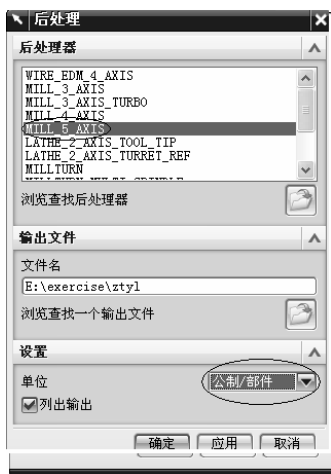 后处理
后处理器
WIRE_EDM_4_AXIS
MILL_3_AXIS
MILL_3_AXIS_TURBO
MILL_4_AXIS
MILL_5_AXIS
LATHE_2_AXIS_TOOL_TIP
LATHE_2_AXIS_TURRET_REF
MILLTURN
浏览查找后处理器
输出文件
文件名
E:\exercise\ztyl
浏览查找一个输出文件
设置
单位 公制/部件
列出输出
确定 应用 取消